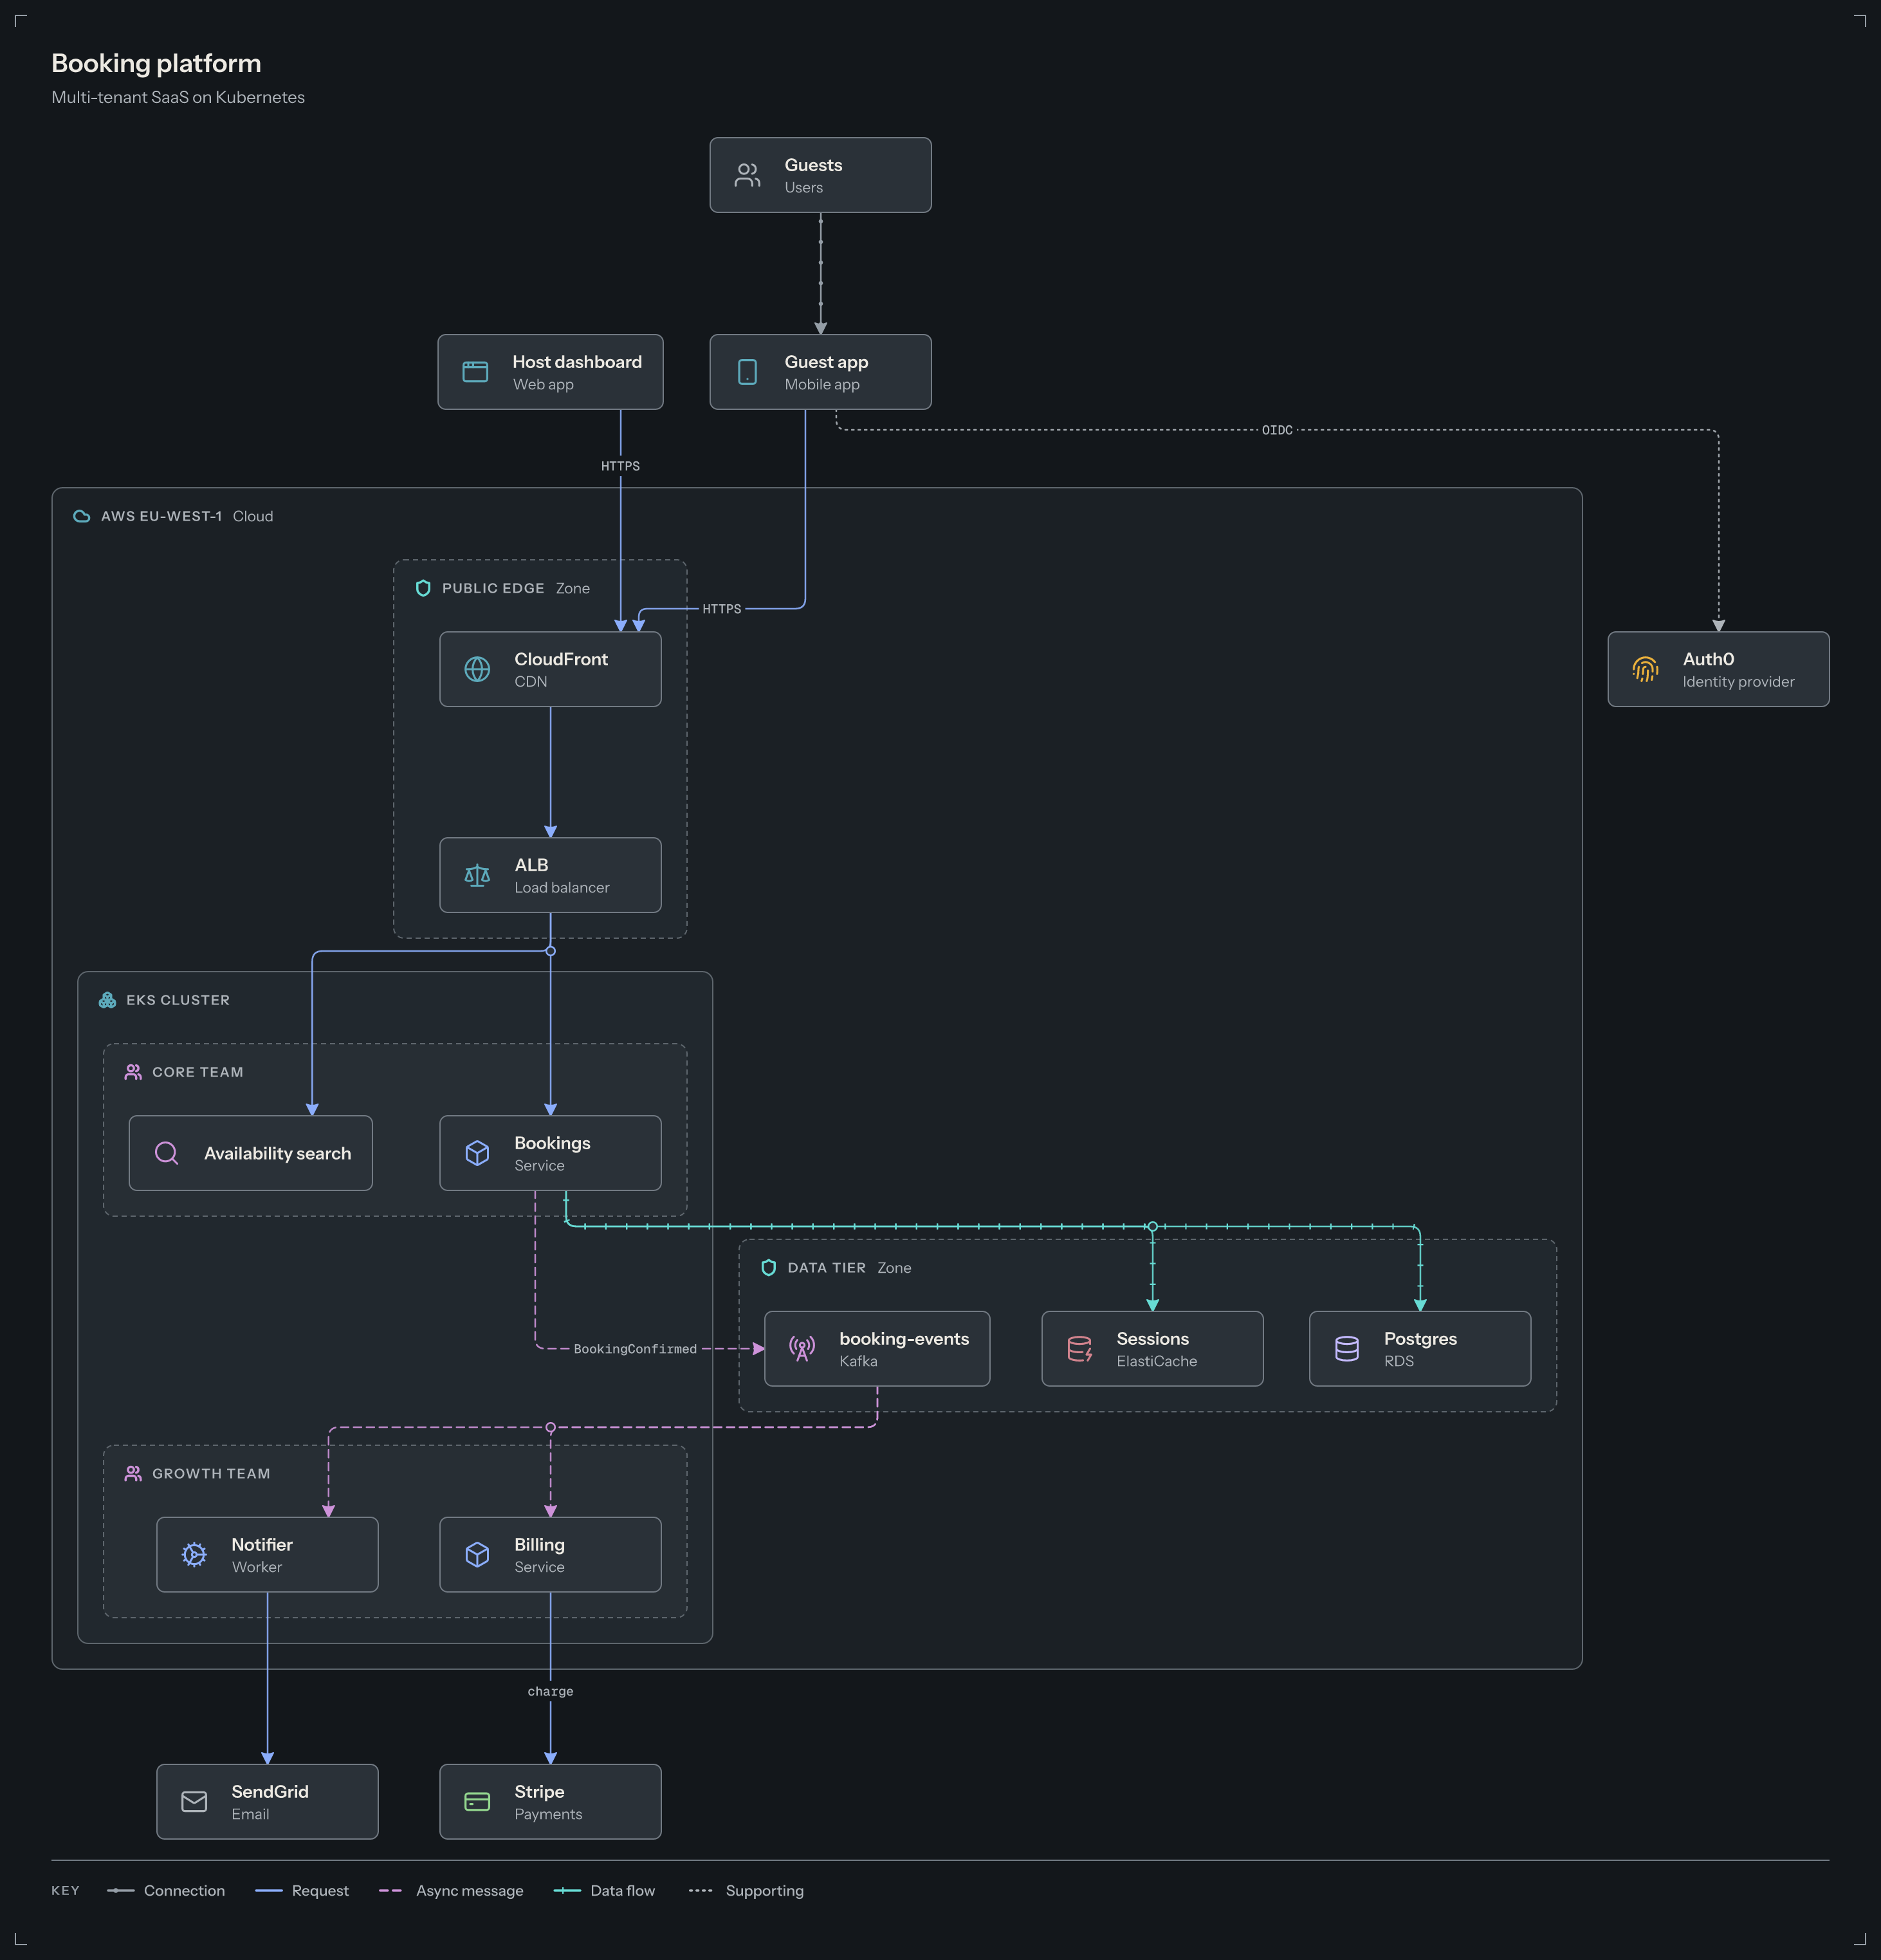 Booking platform
Multi-tenant SaaS on Kubernetes
Guests
Users
Host dashboard
Web app
Guest app
Mobile app
OIDC
HTTPS
AWS EU-WEST-1 Cloud
PUBLIC EDGE Zone
HTTPS
CloudFront
CDN
Auth0
Identity provider
ALB
Load balancer
EKS CLUSTER
CORE TEAM
Availability search
Bookings
Service
DATA TIER Zone
BookingConfirmed
booking-events
Kafka
Sessions
ElastiCache
Postgres
RDS
GROWTH TEAM
Notifier
Worker
Billing
Service
charge
SendGrid
Email
Stripe
Payments
KEY Connection Request Async message Data flow Supporting